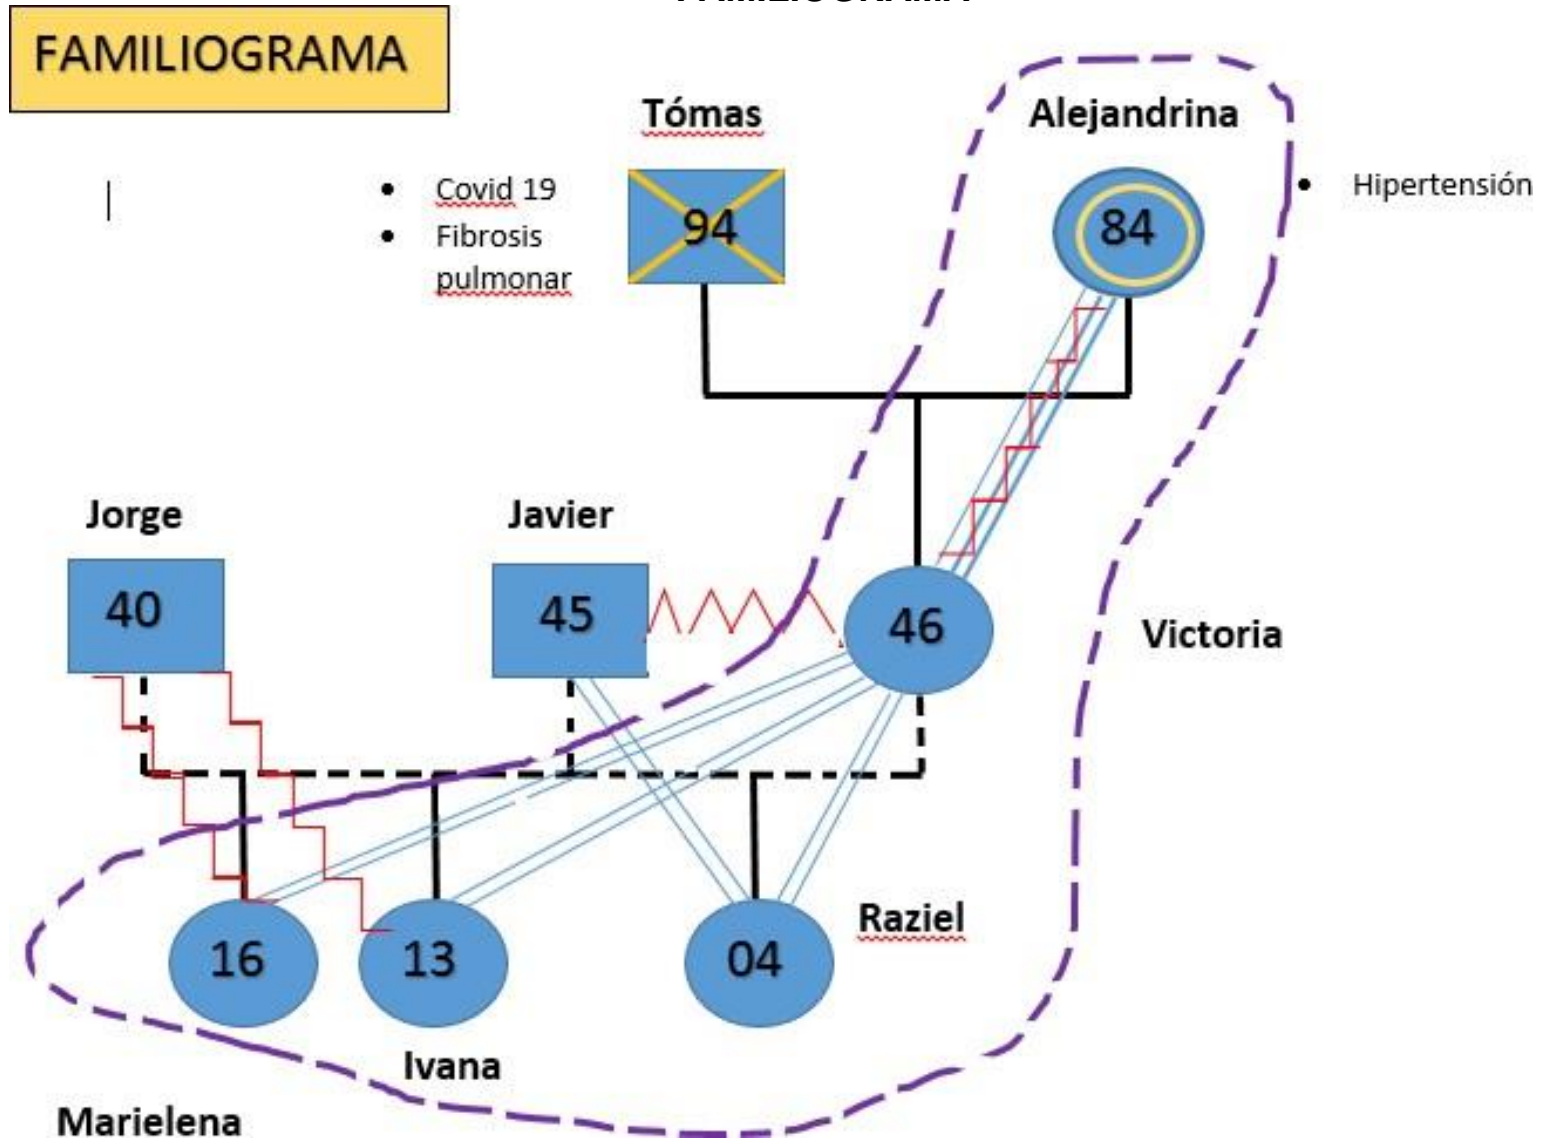 FAMILIOGRAMA
FAMILIOGRAMA
Tómas
Alejandrina
Covid 19
Fibrosis
pulmonar
94
84
Hipertensión
Jorge
Javier
40
45
46
Victoria
16
13
04
Raziel
Ivana
Marielena